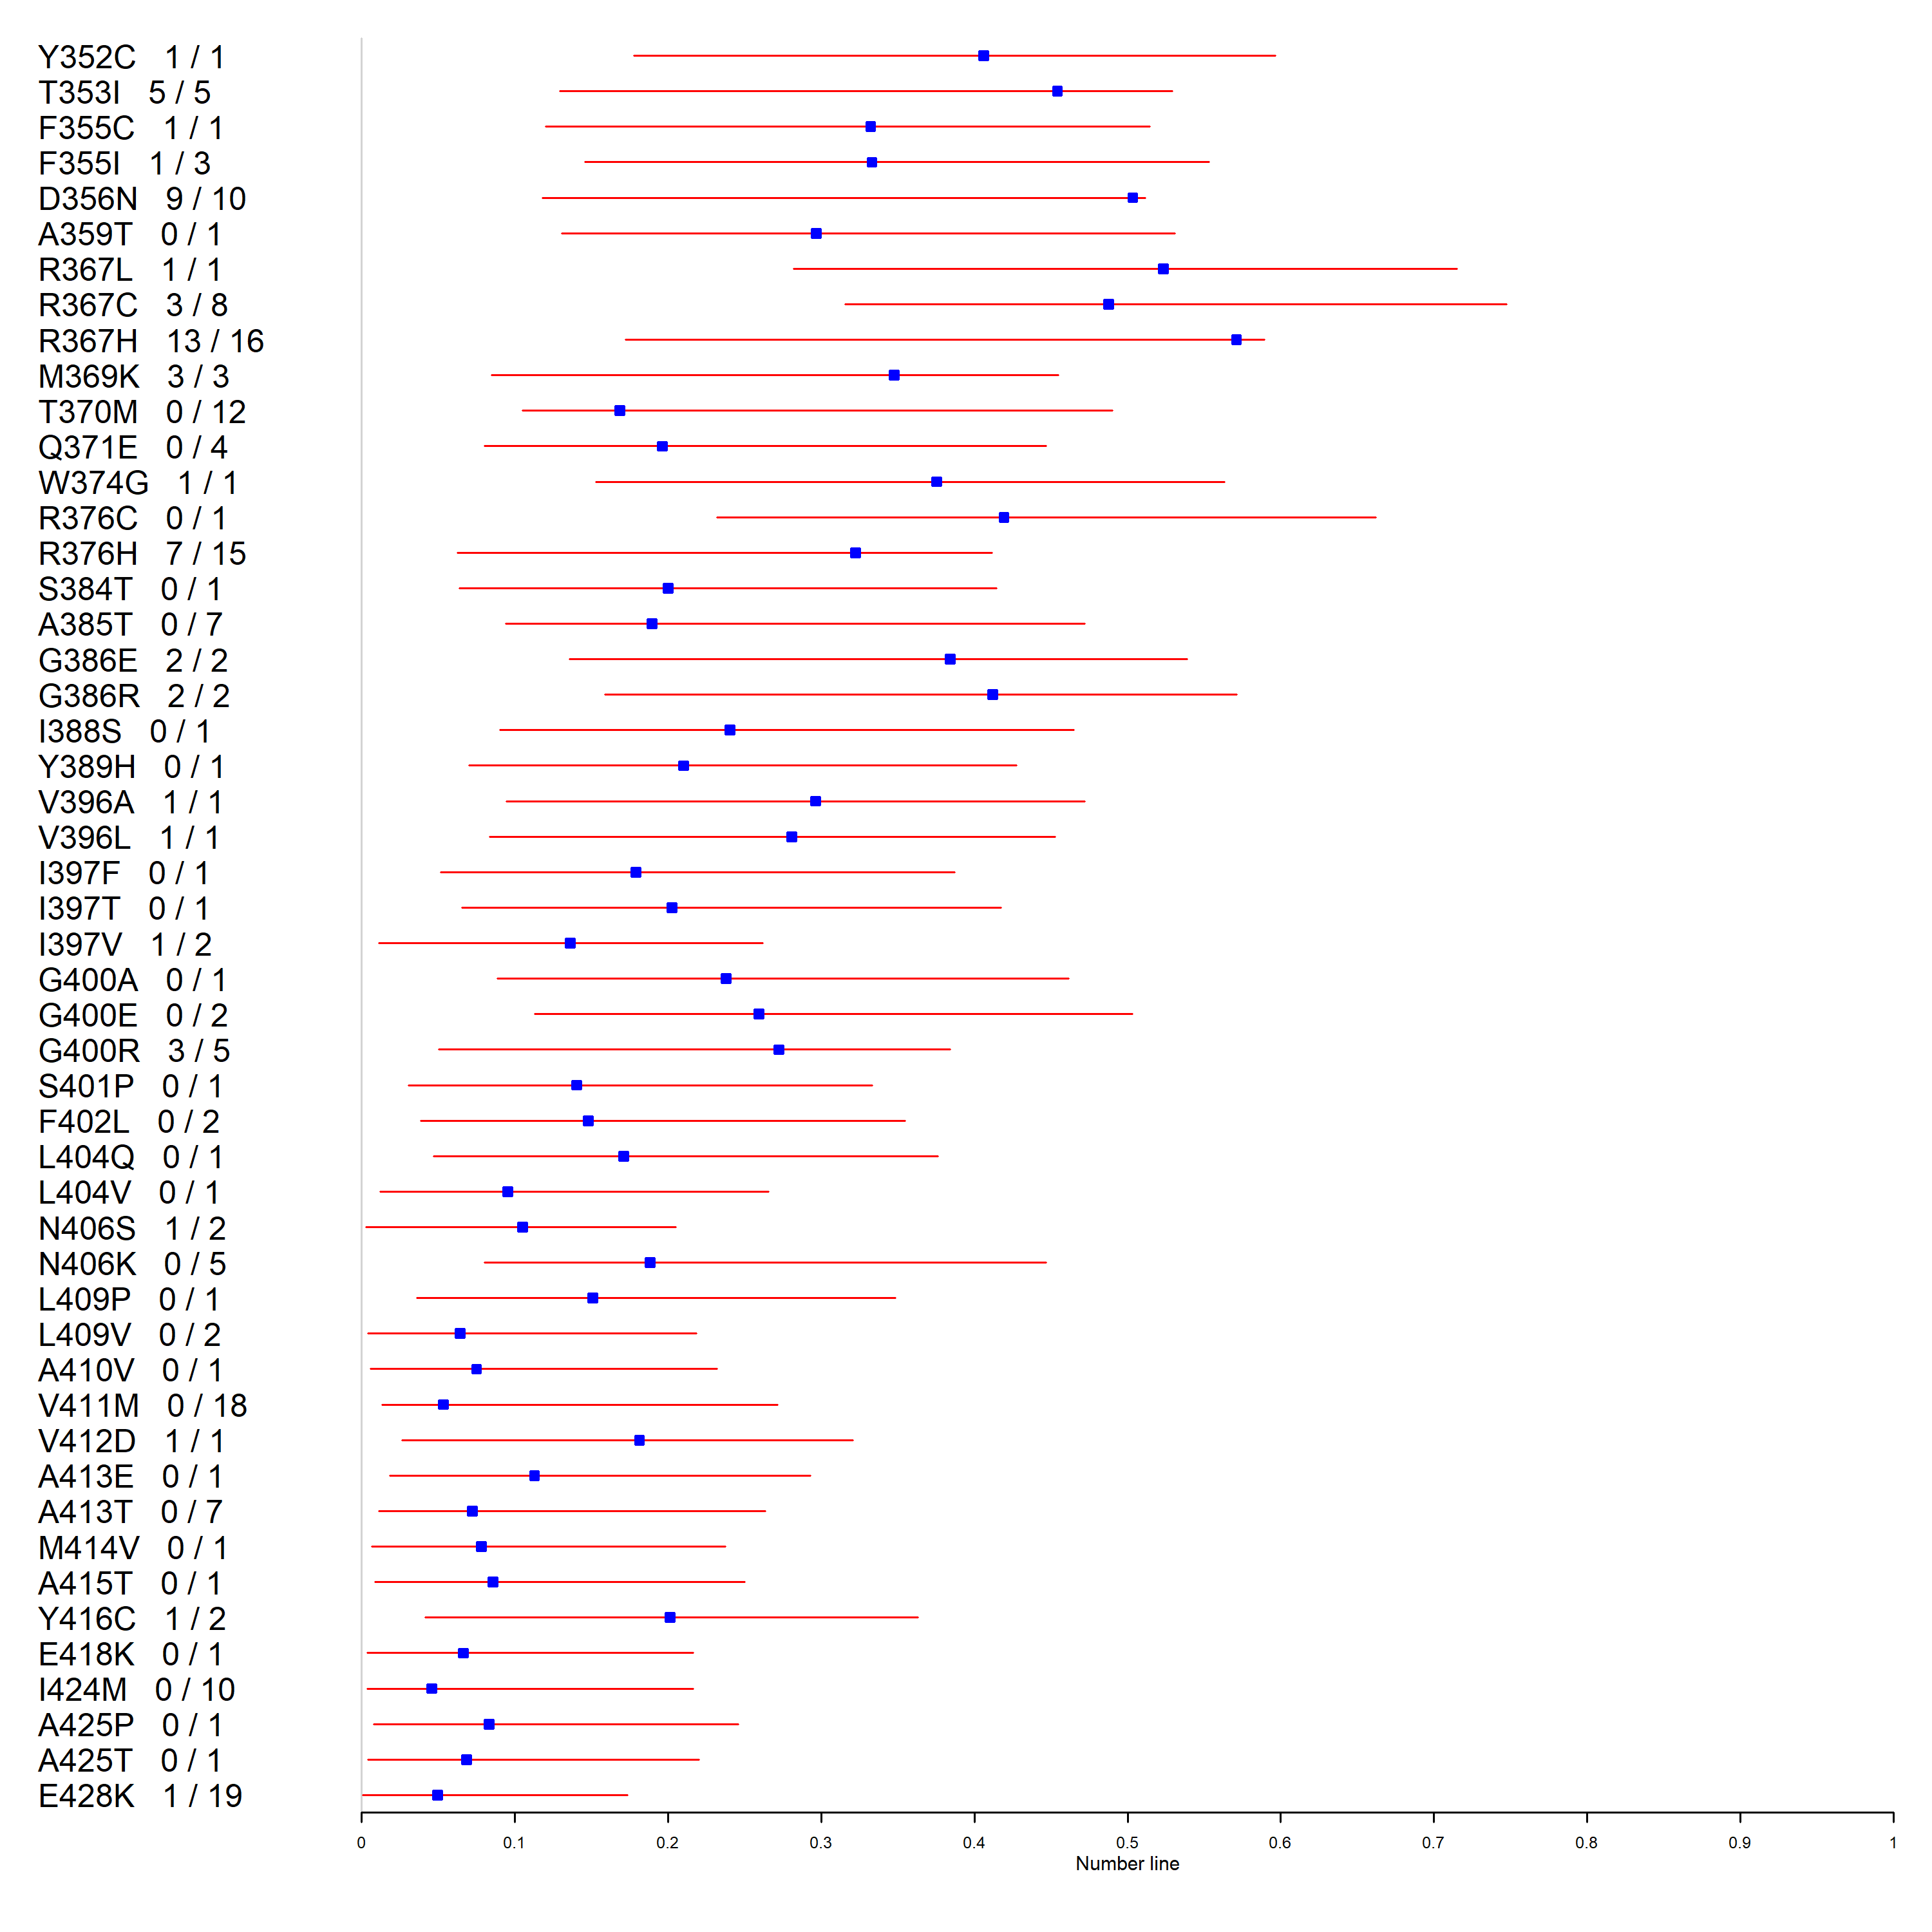 Y352C 1 / 1
T353I 5 / 5
F355C 1 / 1
F355I 1 / 3
D356N 9 / 10
A359T 0 / 1
R367L 1 / 1
R367C 3 / 8
R367H 13 / 16
M369K 3 / 3
T370M 0 / 12
Q371E 0 / 4
W374G 1 / 1
R376C 0 / 1
R376H 7 / 15
S384T 0 / 1
A385T 0 / 7
G386E 2 / 2
G386R 2 / 2
I388S 0 / 1
Y389H 0 / 1
V396A 1 / 1
V396L 1 / 1
I397F 0 / 1
I397T 0 / 1
I397V 1 / 2
G400A 0 / 1
G400E 0 / 2
G400R 3 / 5
S401P 0 / 1
F402L 0 / 2
L404Q 0 / 1
L404V 0 / 1
N406S 1 / 2
N406K 0 / 5
L409P 0 / 1
L409V 0 / 2
A410V 0 / 1
V411M 0 / 18
V412D 1 / 1
A413E 0 / 1
A413T 0 / 7
M414V 0 / 1
A415T 0 / 1
Y416C 1 / 2
E418K 0 / 1
I424M 0 / 10
A425P 0 / 1
A425T 0 / 1
E428K 1 / 19
0 0.1 0.2 0.3 0.4 0.5 0.6 0.7 0.8 0.9 1
Number line